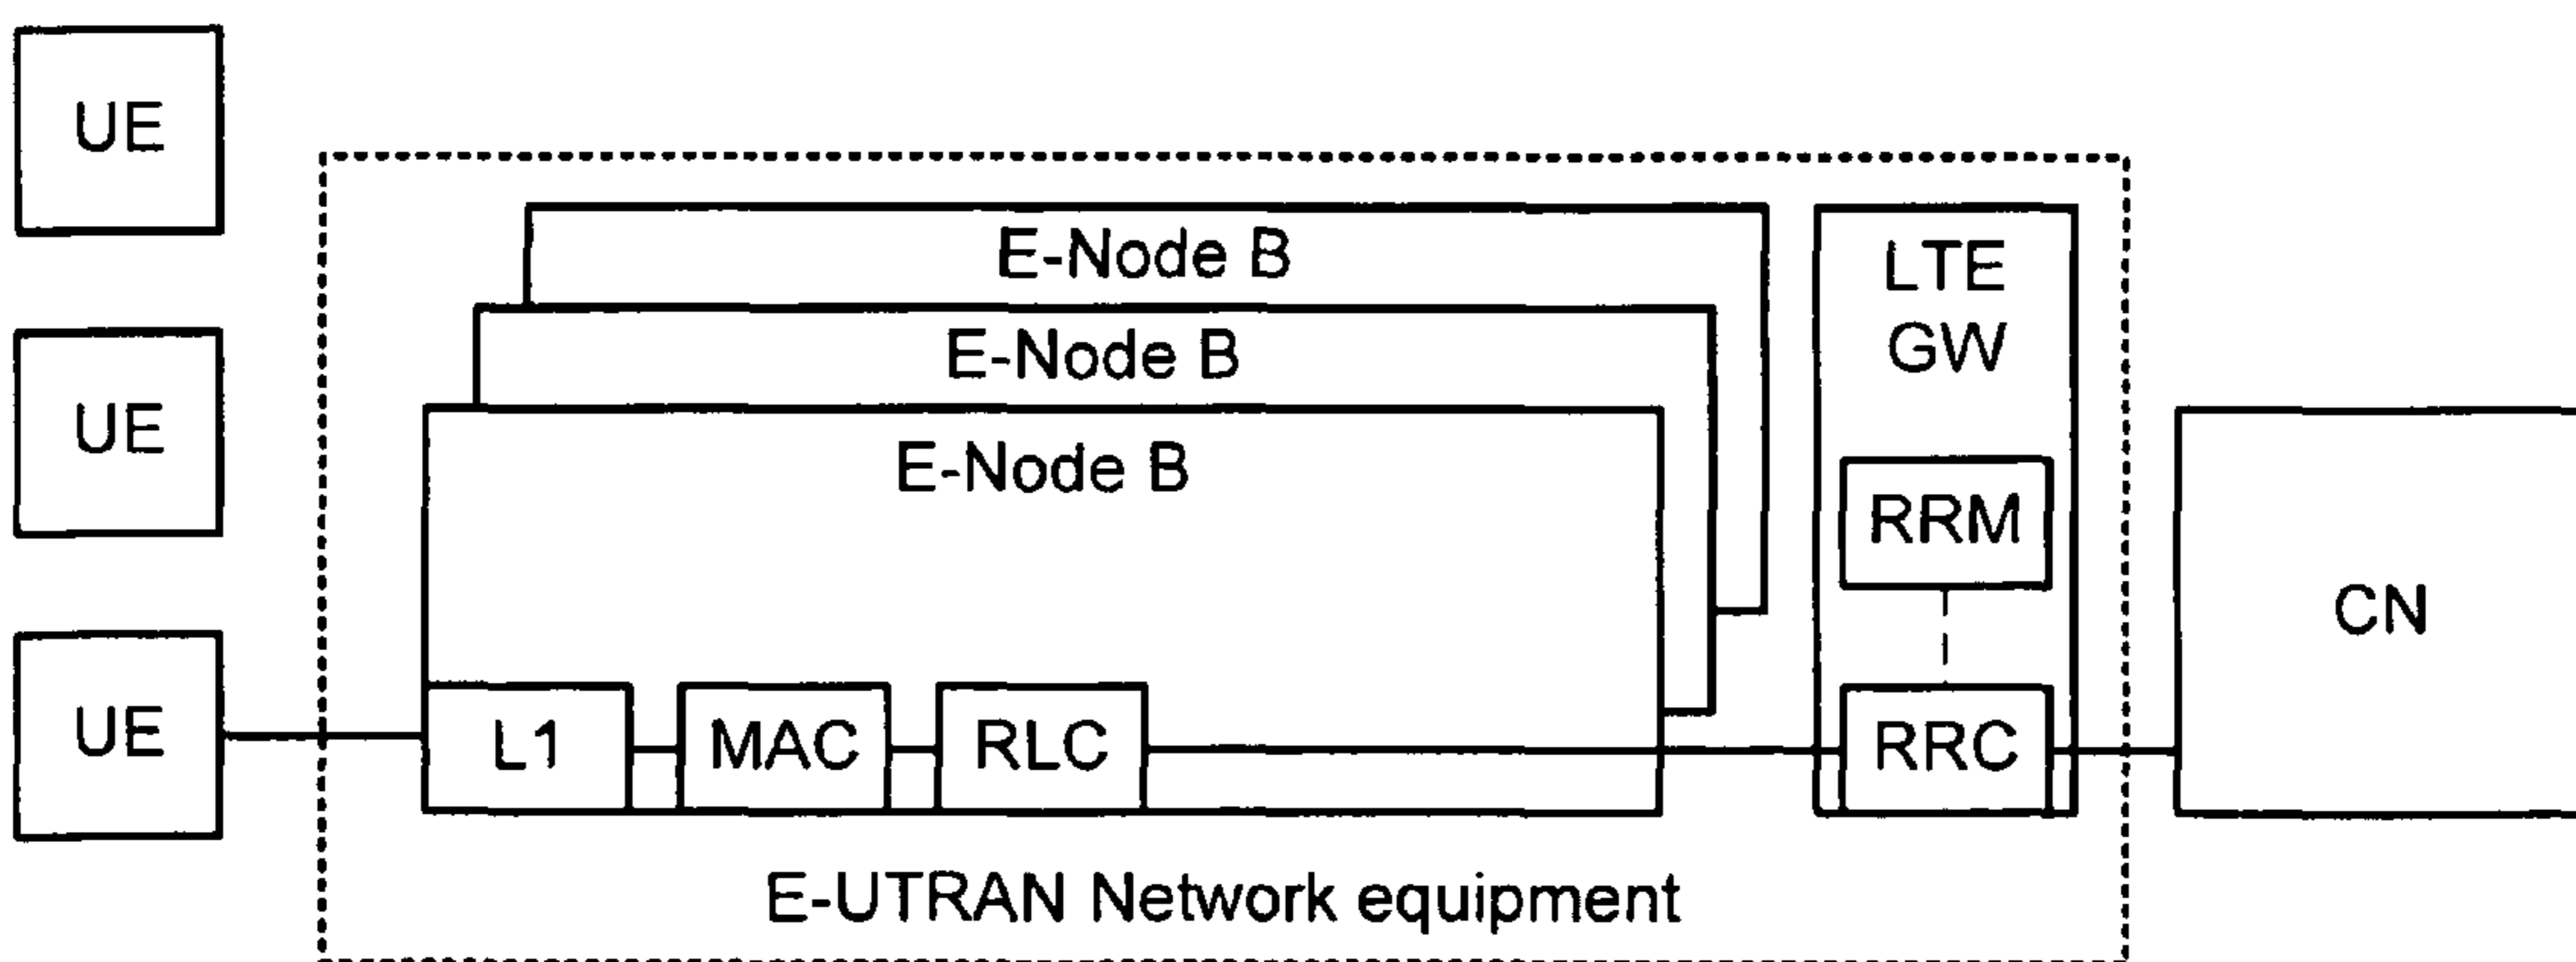 UE
UE
UE
E-Node B
E-Node B
E-Node B
L1
MAC
RLC
LTE
GW
RRM
RRC
CN
E-UTRAN Network equipment